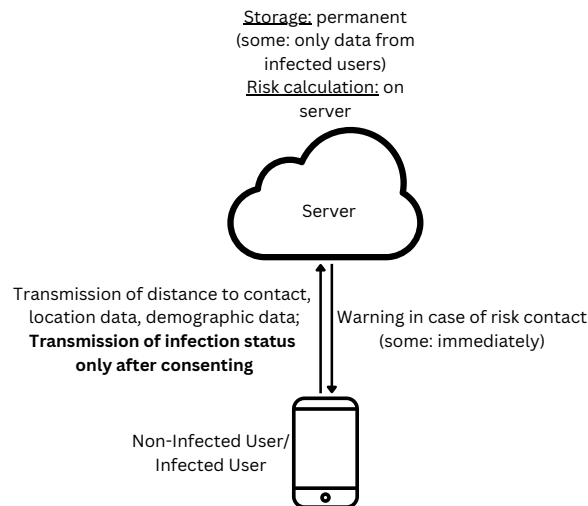 Storage: permanent
(some: only data from
infected users)
Risk calculation: on
server
Server
Transmission of distance to contact,
location data, demographic data;
Transmission of infection status
only after consenting
Warning in case of risk contact
(some: immediately)
Non-Infected User/
Infected User